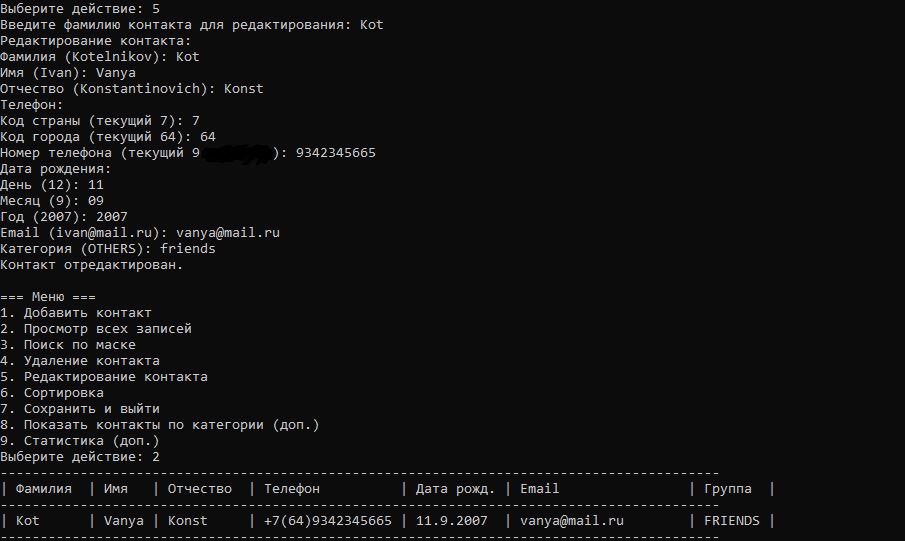 Выберите действие: 5
Введите фамилию контакта для редактирования: Kot
Редактирование контакта:
Фамилия (Kotelnikov): Kot
Имя (Ivan): Vanya
Отчество (Konstantinovich): Konst
Телефон:
Код страны (текущий 7): 7
Код города (текущий 64): 64
Номер телефона (текущий 9 ): 9342345665
Дата рождения:
День (12): 11
Месяц (9): 09
Год (2007): 2007
Email (ivan@mail.ru): vanya@mail.ru
Категория (OTHERS): friends
Контакт отредактирован.
=== Меню ===
1. Добавить контакт
2. Просмотр всех записей
3. Поиск по маске
4. Удаление контакта
5. Редактирование контакта
6. Сортировка
7. Сохранить и выйти
8. Показать контакты по категории (доп.)
9. Статистика (доп.)
Выберите действие: 2
------------------------------------------------------------------------------------------
| Фамилия | Имя | Отчество | Телефон | Дата рожд. | Email | Группа |
------------------------------------------------------------------------------------------
| Kot | Vanya | Konst | +7(64)9342345665 | 11.9.2007 | vanya@mail.ru | FRIENDS |
------------------------------------------------------------------------------------------